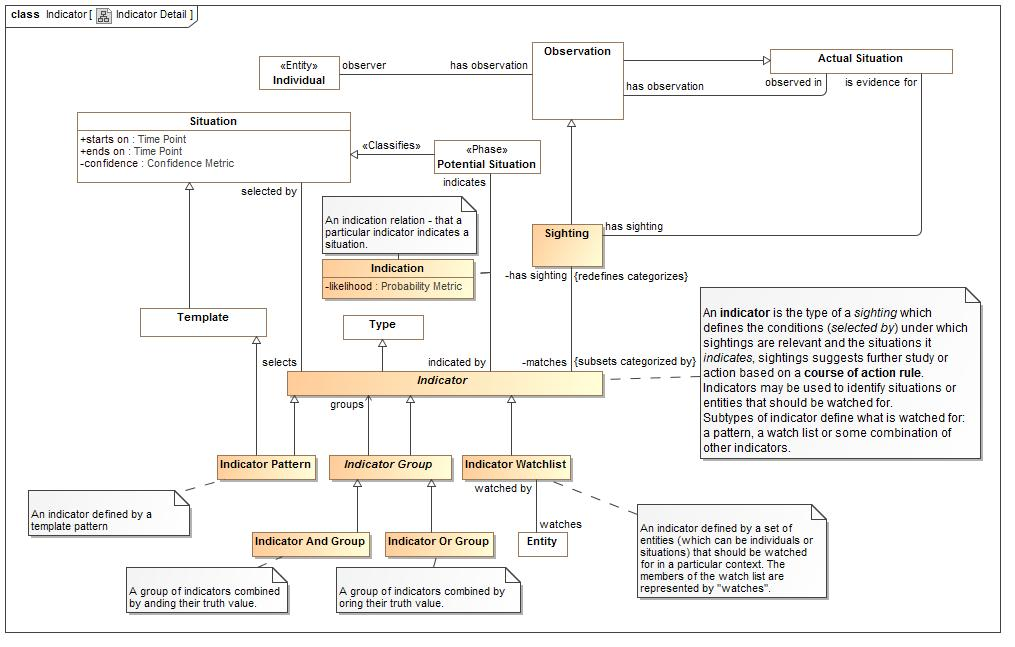 class Indicator [ Indicator Detail ]
«Entity»
Individual
observer
has observation
Observation
Actual Situation
has observation
observed in
is evidence for
Situation
+starts on : Time Point
+ends on : Time Point
-confidence : Confidence Metric
«Classifies»
«Phase»
Potential Situation
selected by
indicates
An indication relation - that a
particular indicator indicates a
situation.
Sighting
has sighting
Indication
-likelihood : Probability Metric
-has sighting
{redefines categorizes}
An indicator is the type of a sighting which
defines the conditions (selected by) under which
sightings are relevant and the situations it
indicates, sightings suggests further study or
action based on a course of action rule.
Indicators may be used to identify situations or
entities that should be watched for.
Subtypes of indicator define what is watched for:
a pattern, a watch list or some combination of
other indicators.
Template
Type
selects
indicated by
-matches
{subsets categorized by}
Indicator
groups
Indicator Pattern
Indicator Group
Indicator Watchlist
watched by
An indicator defined by a
template pattern
watches
Entity
Indicator And Group
Indicator Or Group
An indicator defined by a set of
entities (which can be individuals or
situations) that should be watched
for in a particular context. The
members of the watch list are
represented by "watches".
A group of indicators combined
by anding their truth value.
A group of indicators combined by
oring their truth value.